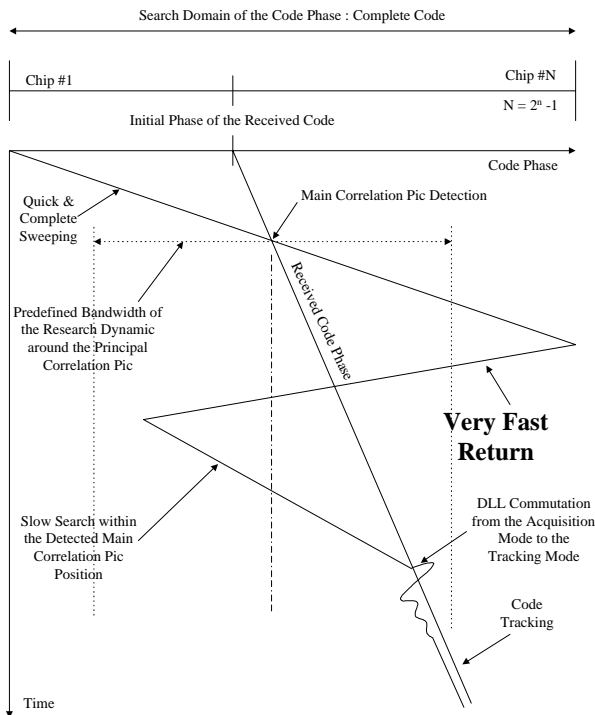 Search Domain of the Code Phase : Complete Code
Chip #1
Chip #N
N = 2ⁿ -1
Initial Phase of the Received Code
Code Phase
Quick &
Complete
Sweeping
Main Correlation Pic Detection
Received Code Phase
Predefined Bandwidth of
the Research Dynamic
around the Principal
Correlation Pic
Very Fast
Return
Slow Search within
the Detected Main
Correlation Pic
Position
DLL Commutation
from the Acquisition
Mode to the
Tracking Mode
Code
Tracking
Time